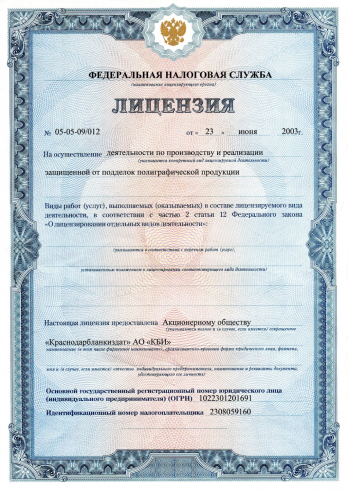 ФЕДЕРАЛЬНАЯ НАЛОГОВАЯ СЛУЖБА
(наименование лицензирующего органа)
ЛИЦЕНЗИЯ
№ 05-05-09/012 от « 23 » июня 2003г.
На осуществление деятельности по производству и реализации
(указывается конкретный вид лицензируемой деятельности)
защищенной от подделок полиграфической продукции
Виды работ (услуг), выполняемых (оказываемых) в составе лицензируемого вида
деятельности, в соответствии с частью 2 статьи 12 Федерального закона
«О лицензировании отдельных видов деятельности»:
(указываются в соответствии с перечнем работ (услуг),
установленным положением о лицензировании соответствующего вида деятельности)
Настоящая лицензия предоставлена Акционерному обществу
(указывается полное и (в случае, если имеется) сокращенное
«Краснодарбланкиздат» АО «КБИ»
наименование (в том числе фирменное наименование), организационно-правовая форма юридического лица, фамилия,
имя и (в случае, если имеется) отчество индивидуального предпринимателя, наименование и реквизиты документа,
удостоверяющего его личность)
Основной государственный регистрационный номер юридического лица
(индивидуального предпринимателя) (ОГРН) 1022301201691
Идентификационный номер налогоплательщика 2308059160